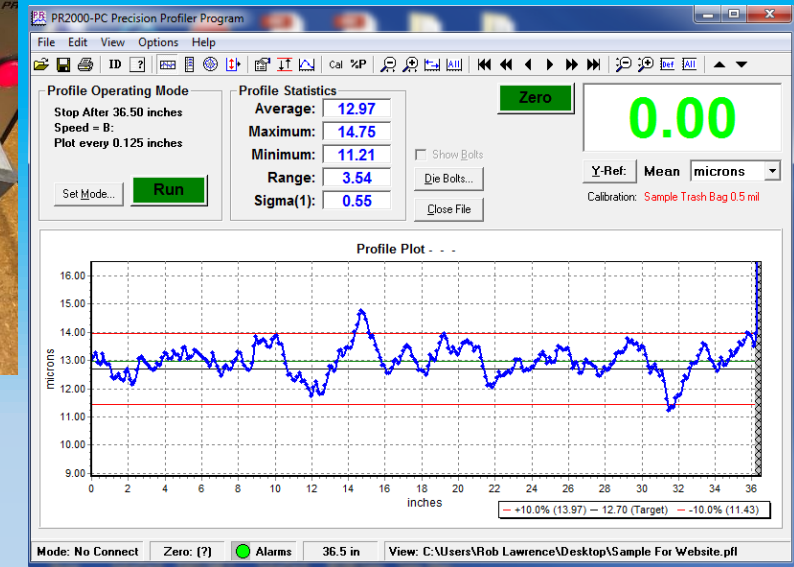 PR
PR2000-PC Precision Profiler Program
File Edit View Options Help
ID ? Cal %P All Def All
Profile Operating Mode
Stop After 36.50 inches
Speed = B:
Plot every 0.125 inches
Set Mode... Run
Profile Statistics
Average: 12.97
Maximum: 14.75
Minimum: 11.21
Range: 3.54
Sigma(1): 0.55
Show Bolts
Die Bolts...
Close File
Zero
0.00
Y-Ref: Mean microns
Calibration: Sample Trash Bag 0.5 mil
Profile Plot - - -
microns
16.00
15.00
14.00
13.00
12.00
11.00
10.00
9.00
0 2 4 6 8 10 12 14 16 18 20 22 24 26 28 30 32 34 36
inches
+10.0% (13.97) 12.70 (Target) -10.0% (11.43)
Mode: No Connect Zero: (?) Alarms 36.5 in View: C:\Users\Rob Lawrence\Desktop\Sample For Website.pfl